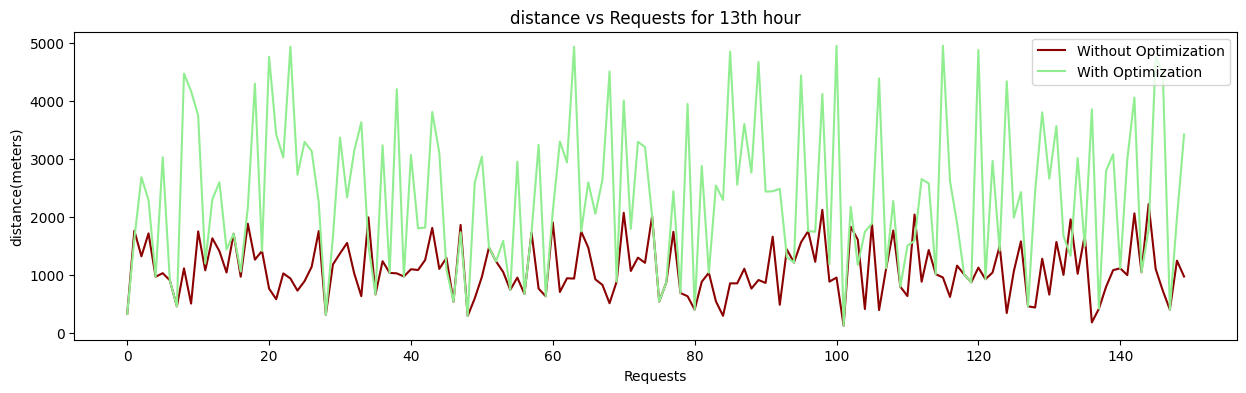 distance vs Requests for 13th hour
distance(meters)
5000
4000
3000
2000
1000
0
Without Optimization
With Optimization
0 20 40 60 80 100 120 140
Requests